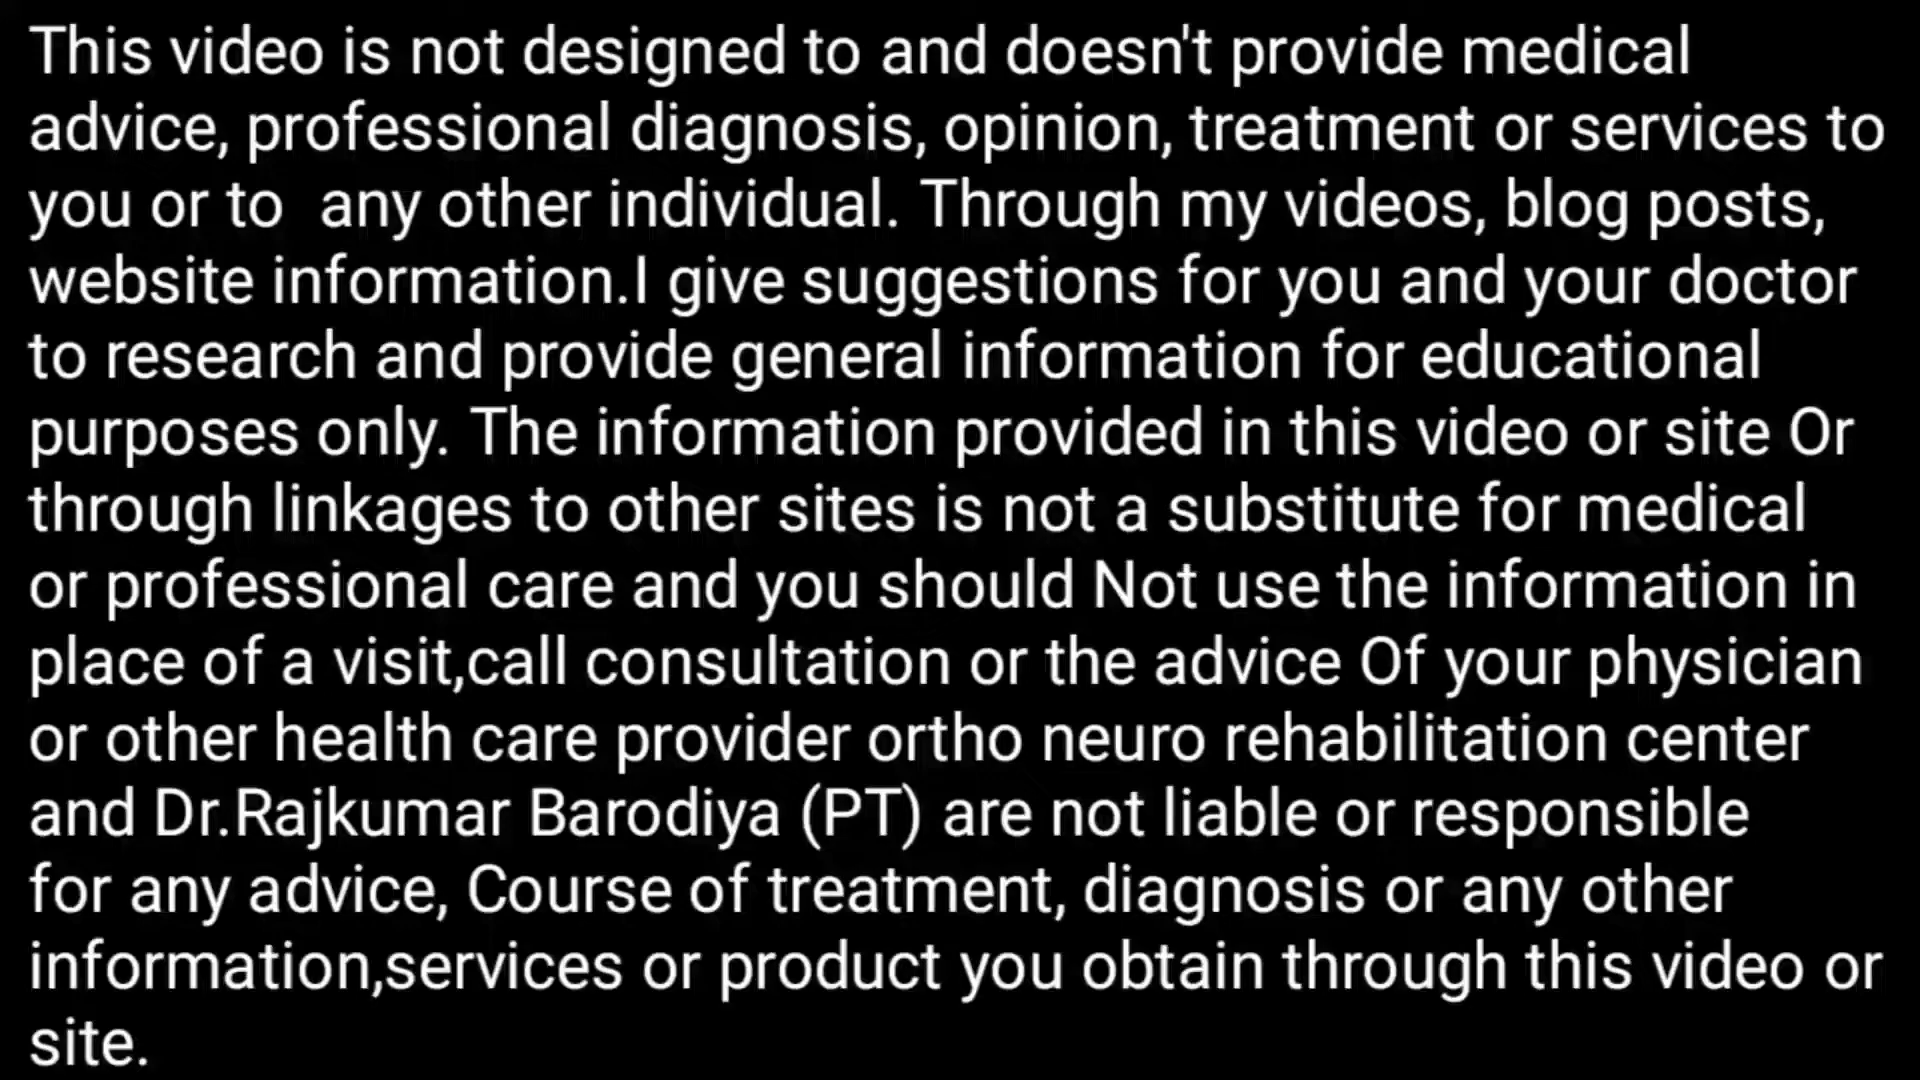 This video is not designed to and doesn't provide medical
advice, professional diagnosis, opinion, treatment or services to
you or to  any other individual. Through my videos, blog posts,
website information.I give suggestions for you and your doctor
to research and provide general information for educational
purposes only. The information provided in this video or site Or
through linkages to other sites is not a substitute for medical
or professional care and you should Not use the information in
place of a visit,call consultation or the advice Of your physician
or other health care provider ortho neuro rehabilitation center
and Dr.Rajkumar Barodiya (PT) are not liable or responsible
for any advice, Course of treatment, diagnosis or any other
information,services or product you obtain through this video or
site.